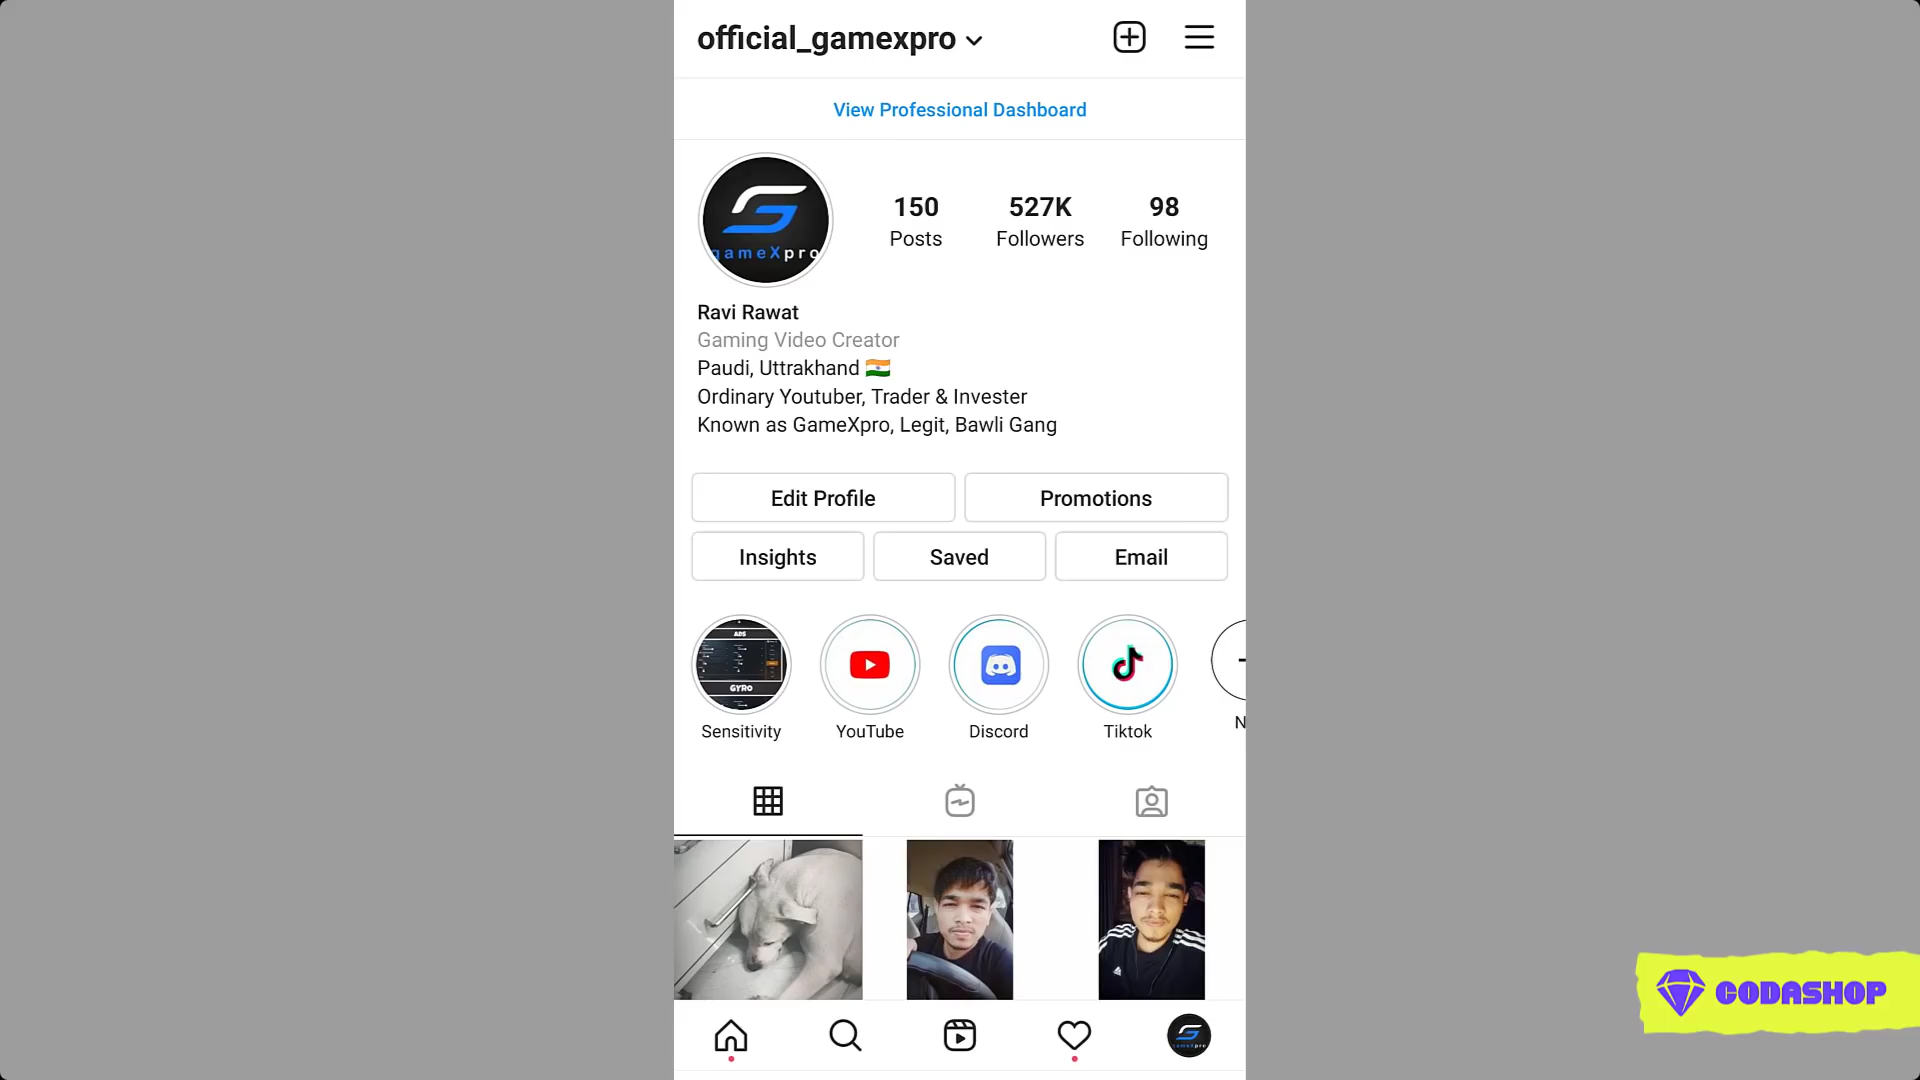 official_gamexpro
View Professional Dashboard
gameXpro
150
Posts
527K
Followers
98
Following
Ravi Rawat
Gaming Video Creator
Paudi, Uttrakhand 🇮🇳
Ordinary Youtuber, Trader & Invester
Known as GameXpro, Legit, Bawli Gang
Edit Profile
Promotions
Insights
Saved
Email
ADS
GYRO
Sensitivity
YouTube
Discord
Tiktok
N
CODASHOP